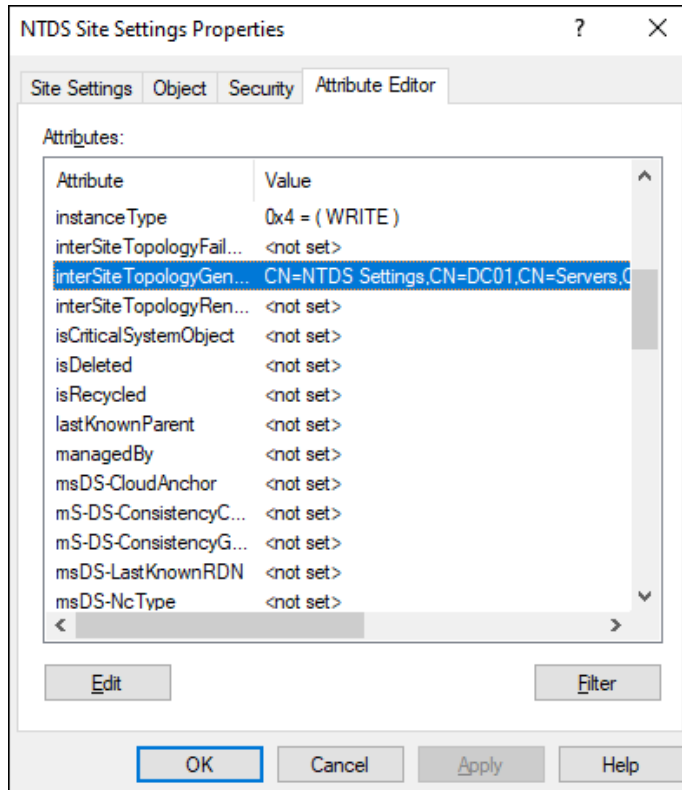 NTDS Site Settings Properties ?
Site Settings Object Security Attribute Editor
Attributes:
Attribute Value
instanceType 0x4 = ( WRITE )
interSiteTopologyFail... <not set>
interSiteTopologyGen... CN=NTDS Settings,CN=DC01,CN=Servers,C
interSiteTopologyRen... <not set>
isCriticalSystemObject <not set>
isDeleted <not set>
isRecycled <not set>
lastKnownParent <not set>
managedBy <not set>
msDS-CloudAnchor <not set>
mS-DS-ConsistencyC... <not set>
mS-DS-ConsistencyG... <not set>
msDS-LastKnownRDN <not set>
msDS-NcType <not set>
Edit Filter
OK Cancel Apply Help